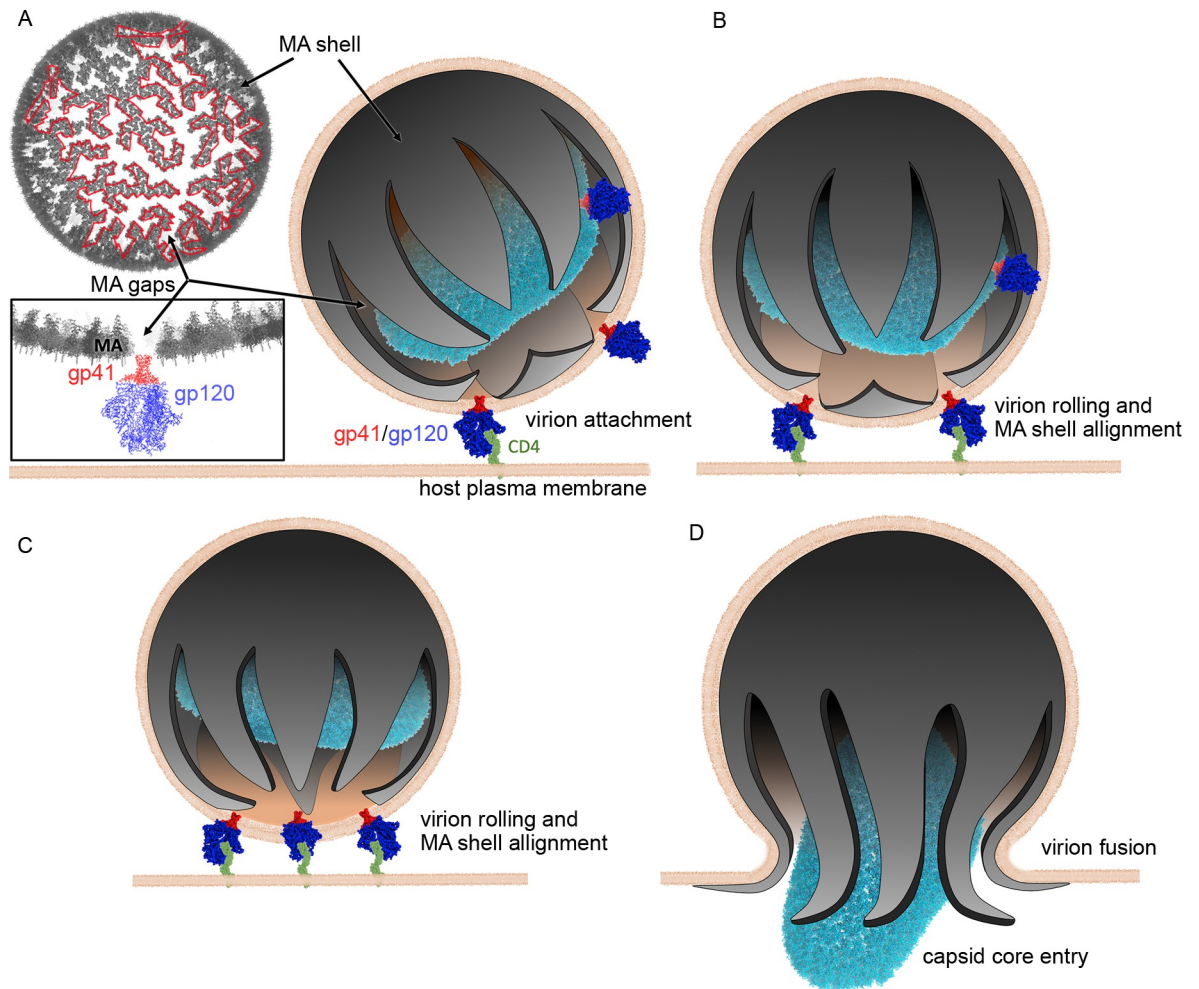 A
MA shell
MA gaps
MA
gp41
gp120
gp41/gp120
CD4
virion attachment
host plasma membrane
B
virion rolling and
MA shell allignment
C
virion rolling and
MA shell allignment
D
virion fusion
capsid core entry